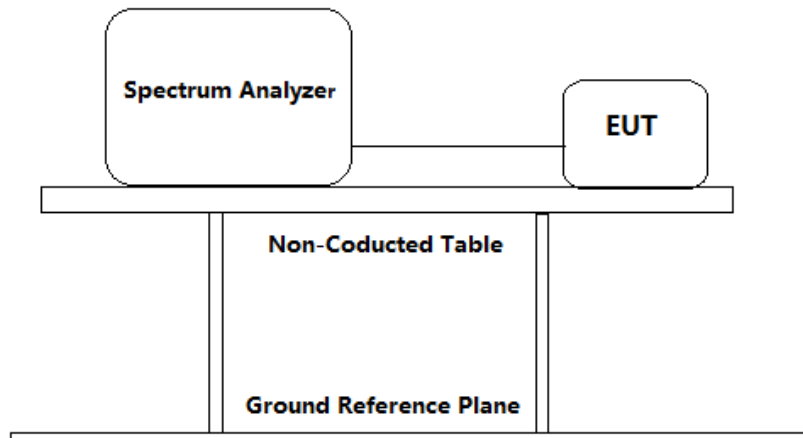 Spectrum Analyzer
EUT
Non-Coducted Table
Ground Reference Plane